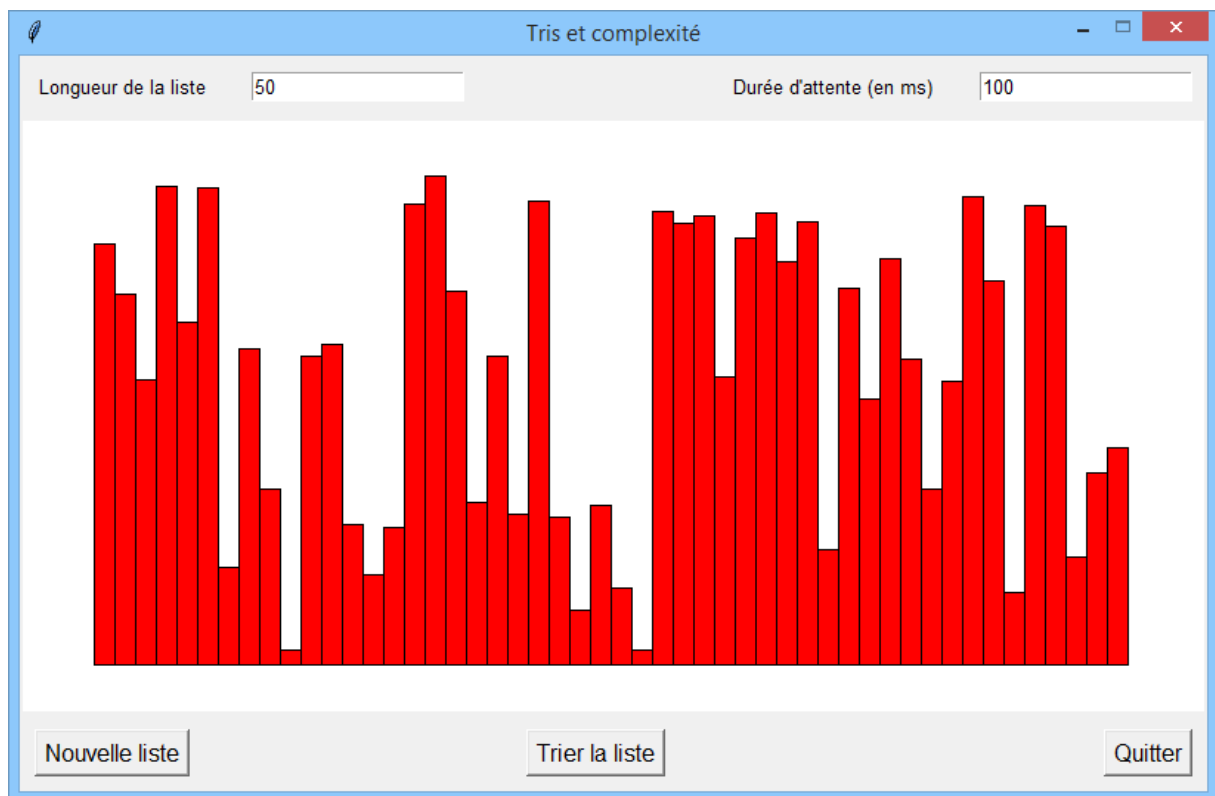 Tris et complexité
Longueur de la liste 50 Durée d'attente (en ms) 100
Nouvelle liste Trier la liste Quitter